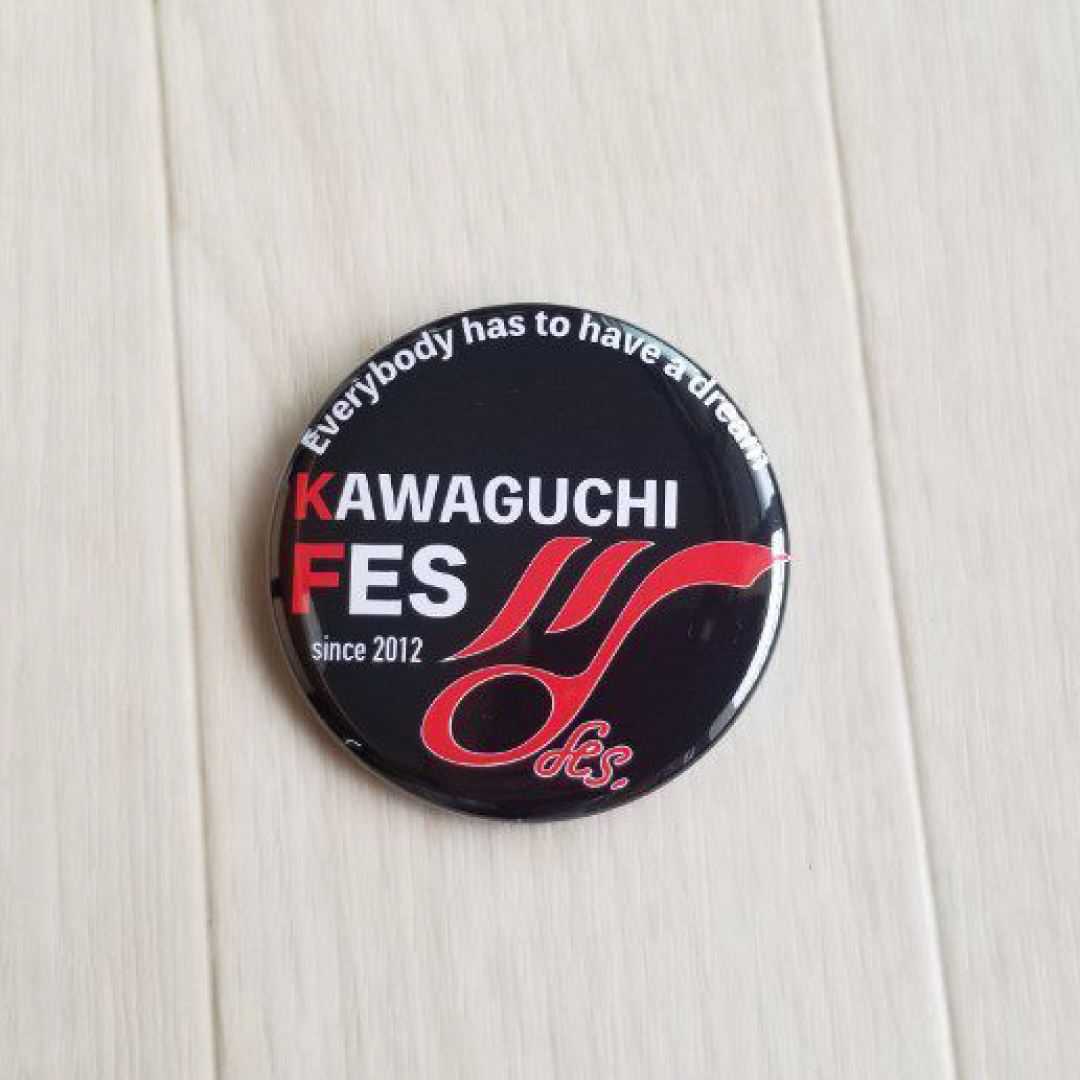 Everybody has to have a dream
KAWAGUCHI
FES
since 2012
fes.